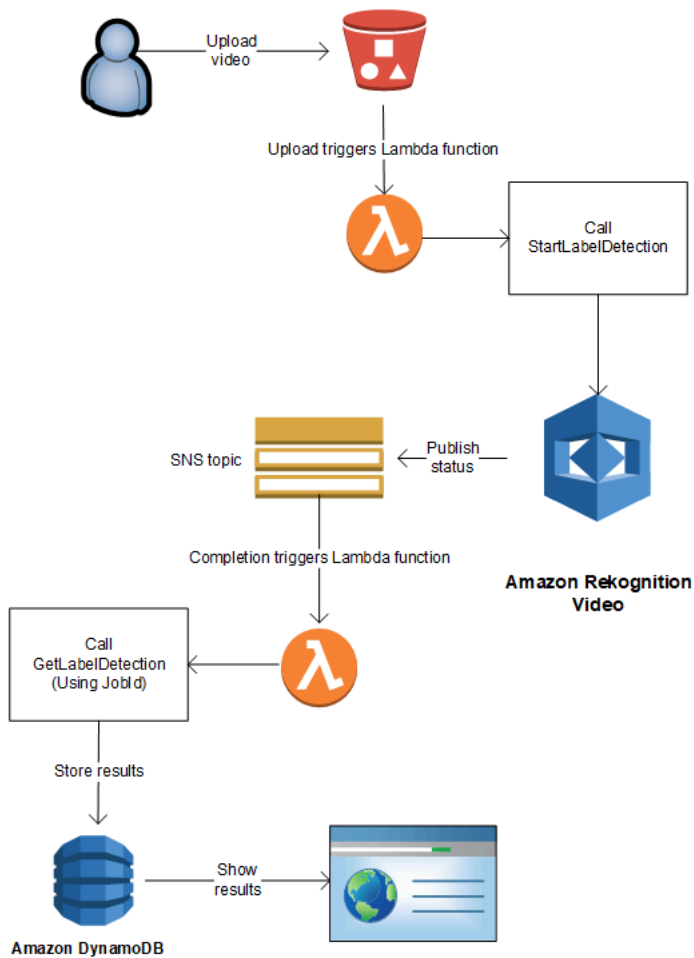 Upload
video
Upload triggers Lambda function
λ
Call
StartLabelDetection
SNS topic
Publish
status
Amazon Rekognition
Video
Completion triggers Lambda function
λ
Call
GetLabelDetection
(Using JobId)
Store results
Show
results
Amazon DynamoDB